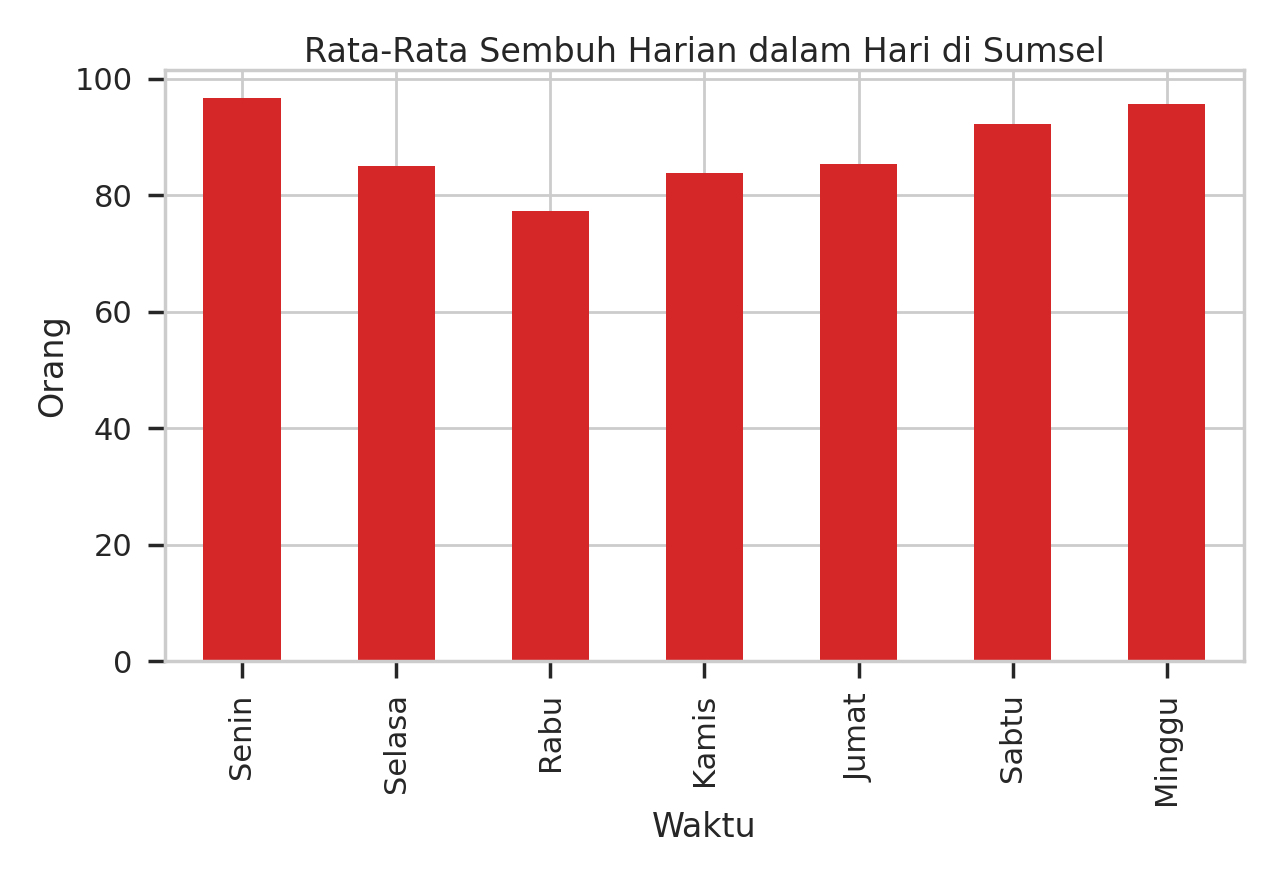 Rata-Rata Sembuh Harian dalam Hari di Sumsel
100
80
60
40
20
0
Orang
Senin
Selasa
Rabu
Kamis
Jumat
Sabtu
Minggu
Waktu